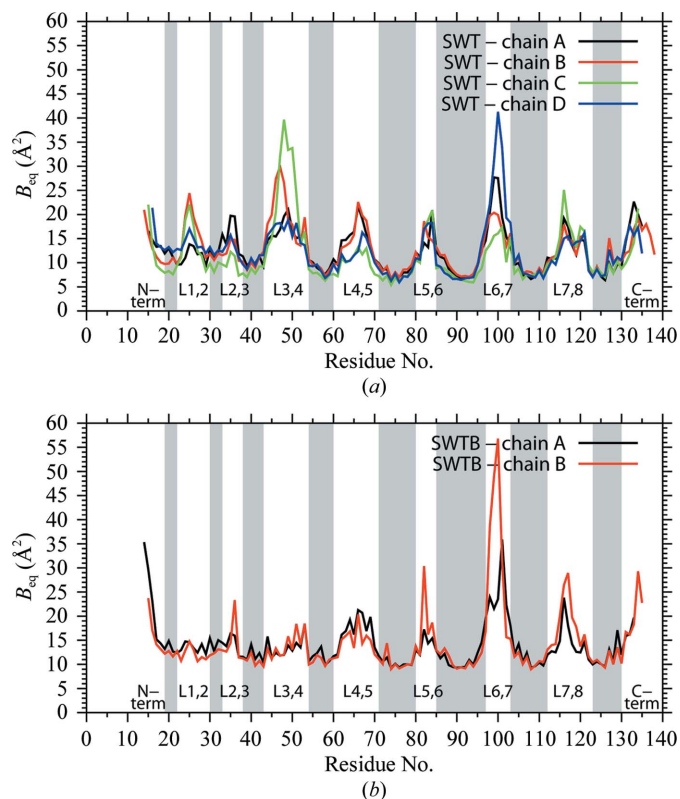 60
55
50
45
40
35
30
25
20
15
10
5
0
B eq (Å²)
SWT – chain A
SWT – chain B
SWT – chain C
SWT – chain D
N– term L1,2 L2,3 L3,4 L4,5 L5,6 L6,7 L7,8 C– term
0 10 20 30 40 50 60 70 80 90 100 110 120 130 140
Residue No.
(a)
60
55
50
45
40
35
30
25
20
15
10
5
0
B eq (Å²)
SWTB – chain A
SWTB – chain B
N– term L1,2 L2,3 L3,4 L4,5 L5,6 L6,7 L7,8 C– term
0 10 20 30 40 50 60 70 80 90 100 110 120 130 140
Residue No.
(b)